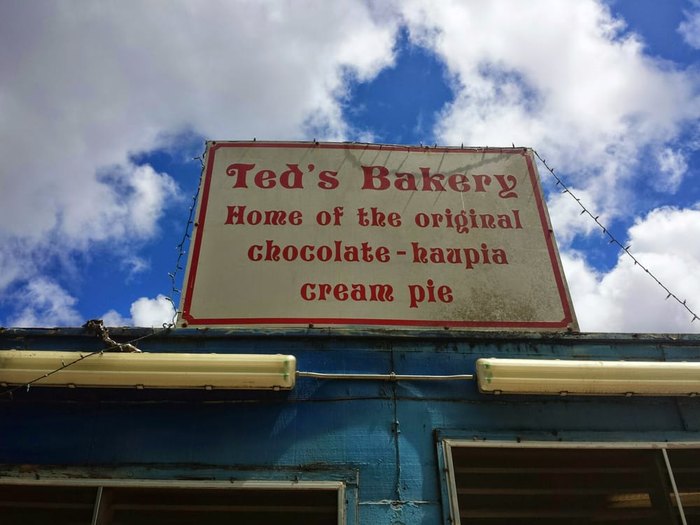 Ted's Bakery
Home of the original
chocolate-haupia
cream pie